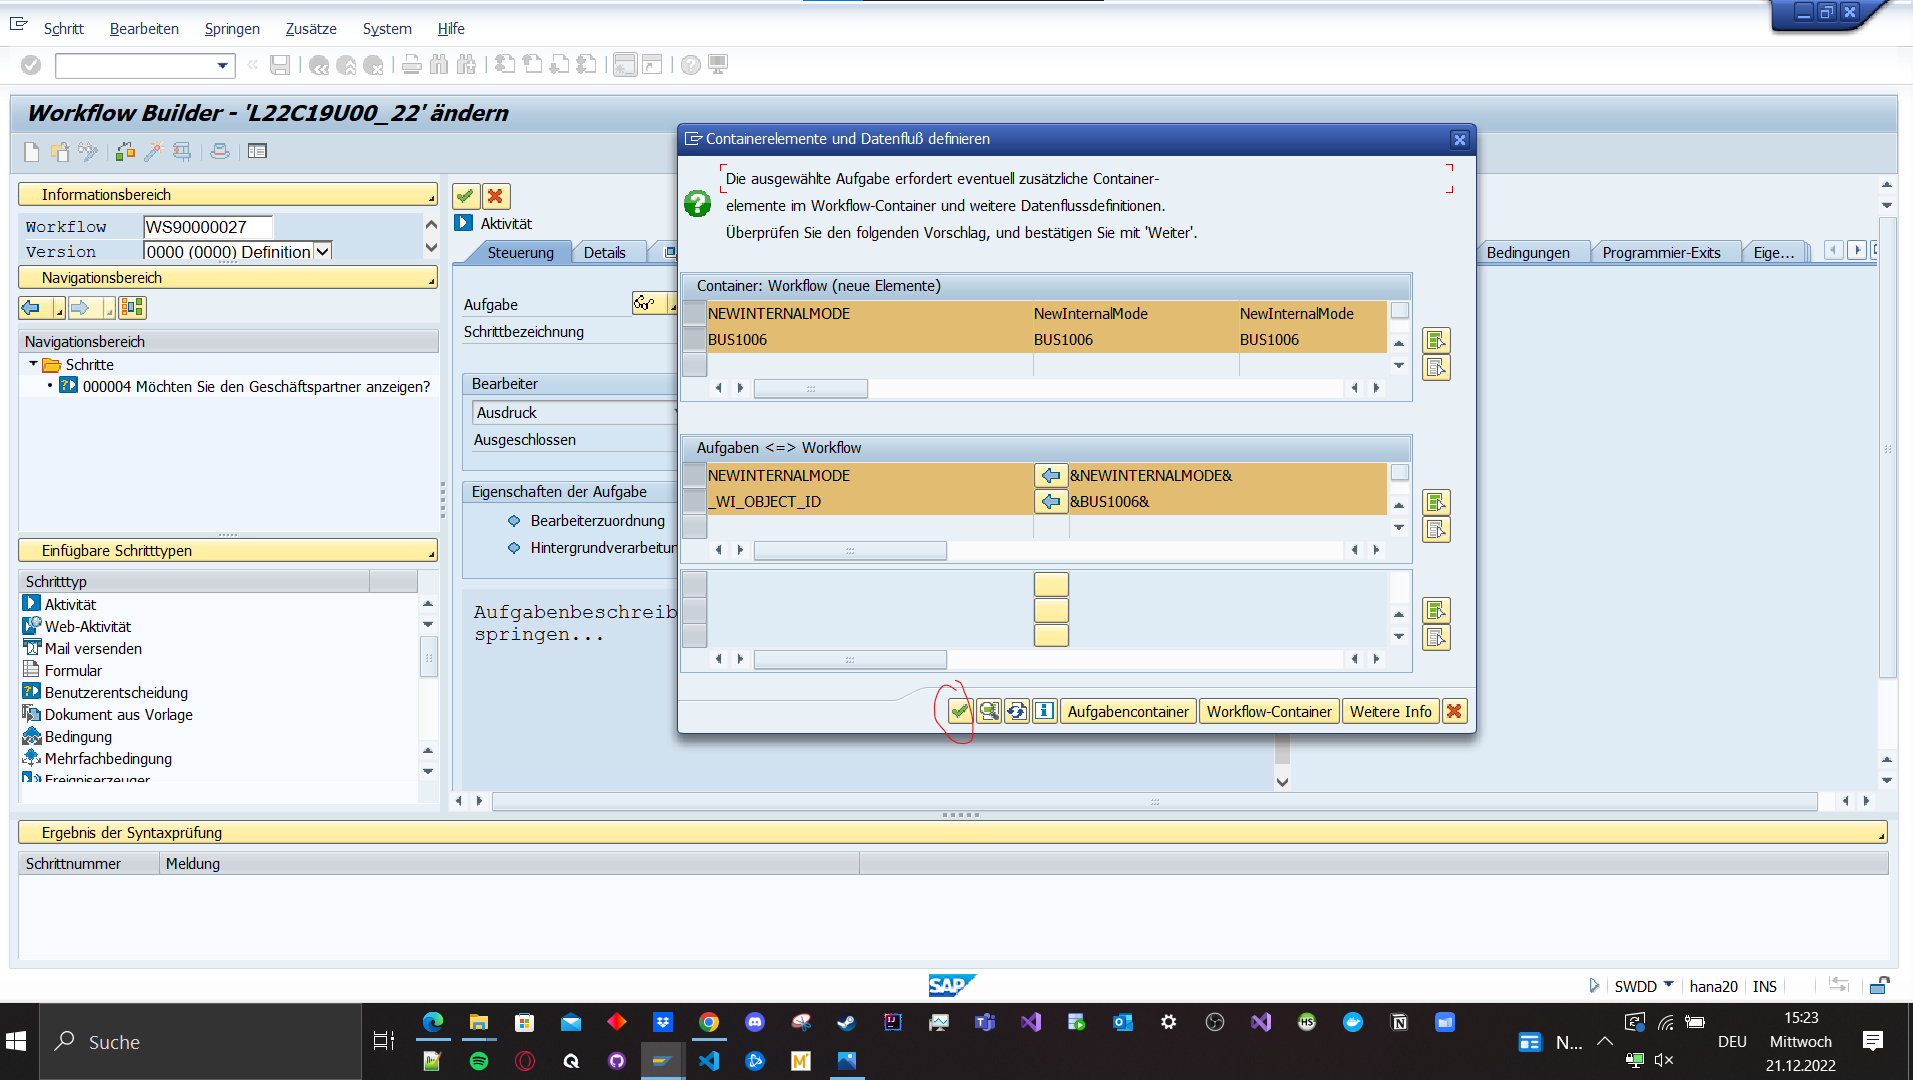 Schritt Bearbeiten Springen Zusätze System Hilfe
Workflow Builder - 'L22C19U00_22' ändern
Informationsbereich
Workflow WS90000027
Version 0000 (0000) Definition
Navigationsbereich
Navigationsbereich
Schritte
000004 Möchten Sie den Geschäftspartner anzeigen?
Einfügbare Schritttypen
Schritttyp
Aktivität
Web-Aktivität
Mail versenden
Formular
Benutzerentscheidung
Dokument aus Vorlage
Bedingung
Mehrfachbedingung
Ereigniserzeuger
Aktivität
Steuerung Details
Bedingungen Programmier-Exits Eige...
Aufgabe
Schrittbezeichnung
Bearbeiter
Ausdruck
Ausgeschlossen
Eigenschaften der Aufgabe
Bearbeiterzuordnung
Hintergrundverarbeitun
Aufgabenbeschreib
springen...
Containerelemente und Datenfluß definieren
Die ausgewählte Aufgabe erfordert eventuell zusätzliche Container-
elemente im Workflow-Container und weitere Datenflussdefinitionen.
Überprüfen Sie den folgenden Vorschlag, und bestätigen Sie mit 'Weiter'.
Container: Workflow (neue Elemente)
NEWINTERNALMODE NewInternalMode NewInternalMode
BUS1006 BUS1006 BUS1006
Aufgaben <=> Workflow
NEWINTERNALMODE &NEWINTERNALMODE&
_WI_OBJECT_ID &BUS1006&
Aufgabencontainer Workflow-Container Weitere Info
Ergebnis der Syntaxprüfung
Schrittnummer Meldung
SAP
SWDD hana20 INS
Suche
N...
DEU
15:23
Mittwoch
21.12.2022